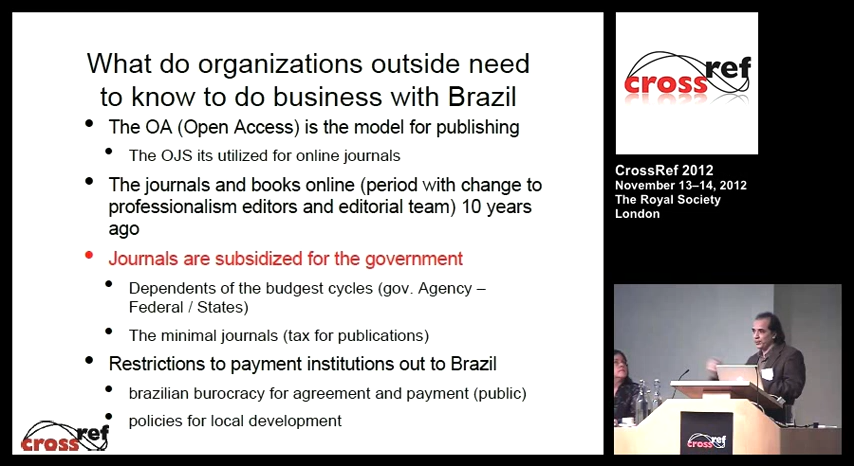 What do organizations outside need
to know to do business with Brazil
The OA (Open Access) is the model for publishing
The OJS its utilized for online journals
The journals and books online (period with change to
professionalism editors and editorial team) 10 years
ago
Journals are subsidized for the government
Dependents of the budgest cycles (gov. Agency –
Federal / States)
The minimal journals (tax for publications)
Restrictions to payment institutions out to Brazil
brazilian burocracy for agreement and payment (public)
policies for local development
crossref
crossref
CrossRef 2012
November 13–14, 2012
The Royal Society
London
crossref